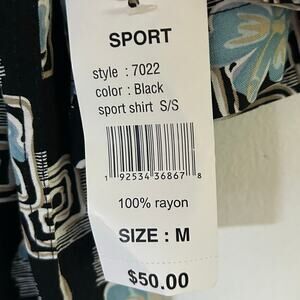 SPORT
style : 7022
color : Black
sport shirt S/S
1 92534 36867 8
100% rayon
SIZE : M
$50.00